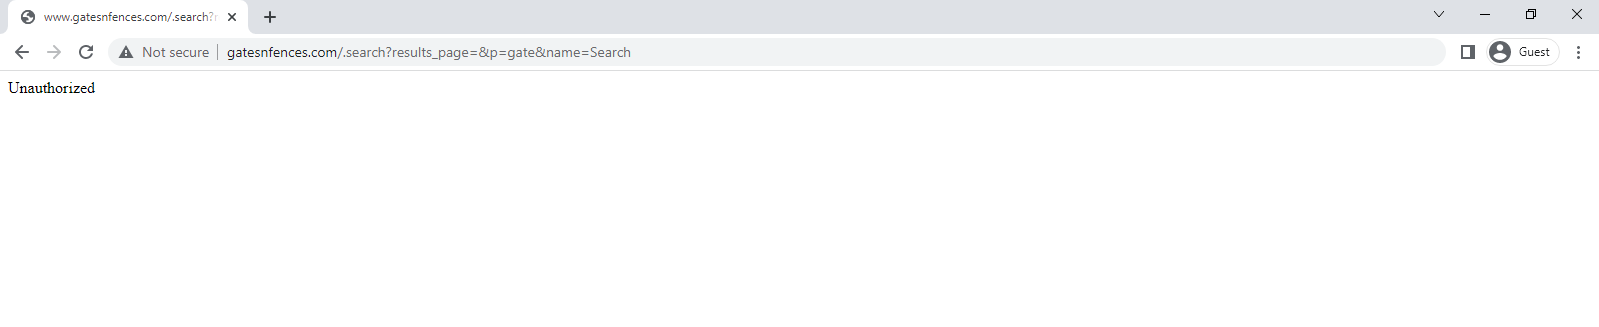 www.gatesnfences.com/.search?
Not secure
gatesnfences.com/.search?results_page=&p=gate&name=Search
Guest
Unauthorized